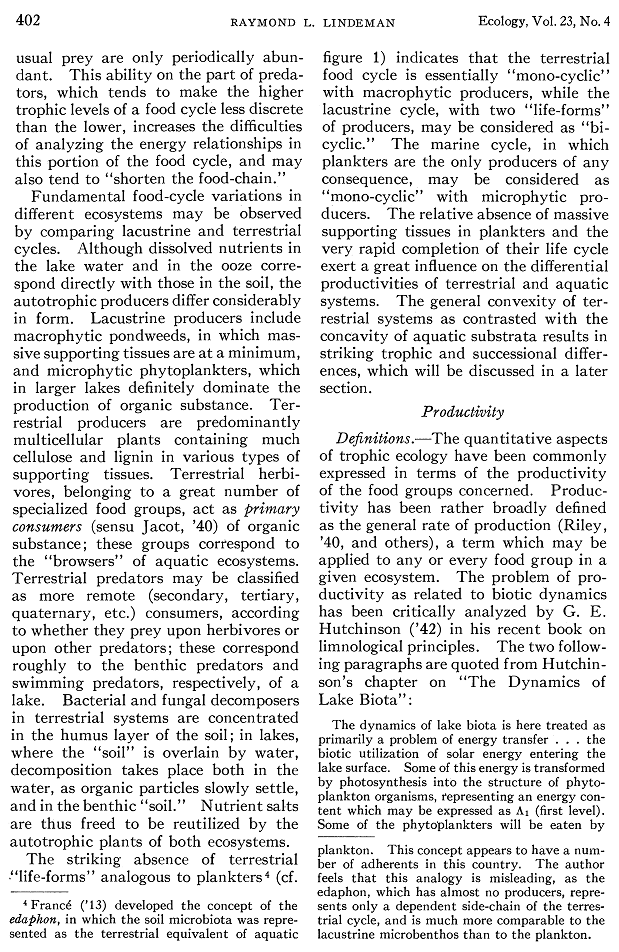 402
RAYMOND L. LINDEMAN
Ecology, Vol. 23, No. 4
usual prey are only periodically abun-
dant. This ability on the part of preda-
tors, which tends to make the higher
trophic levels of a food cycle less discrete
than the lower, increases the difficulties
of analyzing the energy relationships in
this portion of the food cycle, and may
also tend to “shorten the food-chain.”
Fundamental food-cycle variations in
different ecosystems may be observed
by comparing lacustrine and terrestrial
cycles. Although dissolved nutrients in
the lake water and in the ooze corre-
spond directly with those in the soil, the
autotrophic producers differ considerably
in form. Lacustrine producers include
macrophytic pondweeds, in which mas-
sive supporting tissues are at a minimum,
and microphytic phytoplankters, which
in larger lakes definitely dominate the
production of organic substance. Ter-
restrial producers are predominantly
multicellular plants containing much
cellulose and lignin in various types of
supporting tissues. Terrestrial herbi-
vores, belonging to a great number of
specialized food groups, act as primary
consumers (sensu Jacot, ’40) of organic
substance; these groups correspond to
the “browsers” of aquatic ecosystems.
Terrestrial predators may be classified
as more remote (secondary, tertiary,
quaternary, etc.) consumers, according
to whether they prey upon herbivores or
upon other predators; these correspond
roughly to the benthic predators and
swimming predators, respectively, of a
lake. Bacterial and fungal decomposers
in terrestrial systems are concentrated
in the humus layer of the soil; in lakes,
where the “soil” is overlain by water,
decomposition takes place both in the
water, as organic particles slowly settle,
and in the benthic “soil.” Nutrient salts
are thus freed to be reutilized by the
autotrophic plants of both ecosystems.
The striking absence of terrestrial
“life-forms” analogous to plankters⁴ (cf.
⁴ Francé (’13) developed the concept of the
edaphon, in which the soil microbiota was repre-
sented as the terrestrial equivalent of aquatic
figure 1) indicates that the terrestrial
food cycle is essentially “mono-cyclic”
with macrophytic producers, while the
lacustrine cycle, with two “life-forms”
of producers, may be considered as “bi-
cyclic.” The marine cycle, in which
plankters are the only producers of any
consequence, may be considered as
“mono-cyclic” with microphytic pro-
ducers. The relative absence of massive
supporting tissues in plankters and the
very rapid completion of their life cycle
exert a great influence on the differential
productivities of terrestrial and aquatic
systems. The general convexity of ter-
restrial systems as contrasted with the
concavity of aquatic substrata results in
striking trophic and successional differ-
ences, which will be discussed in a later
section.
Productivity
Definitions.—The quantitative aspects
of trophic ecology have been commonly
expressed in terms of the productivity
of the food groups concerned. Produc-
tivity has been rather broadly defined
as the general rate of production (Riley,
’40, and others), a term which may be
applied to any or every food group in a
given ecosystem. The problem of pro-
ductivity as related to biotic dynamics
has been critically analyzed by G. E.
Hutchinson (’42) in his recent book on
limnological principles. The two follow-
ing paragraphs are quoted from Hutchin-
son’s chapter on “The Dynamics of
Lake Biota”:
The dynamics of lake biota is here treated as
primarily a problem of energy transfer . . . the
biotic utilization of solar energy entering the
lake surface. Some of this energy is transformed
by photosynthesis into the structure of phyto-
plankton organisms, representing an energy con-
tent which may be expressed as Λ₁ (first level).
Some of the phytoplankters will be eaten by
plankton. This concept appears to have a num-
ber of adherents in this country. The author
feels that this analogy is misleading, as the
edaphon, which has almost no producers, repre-
sents only a dependent side-chain of the terres-
trial cycle, and is much more comparable to the
lacustrine microbenthos than to the plankton.